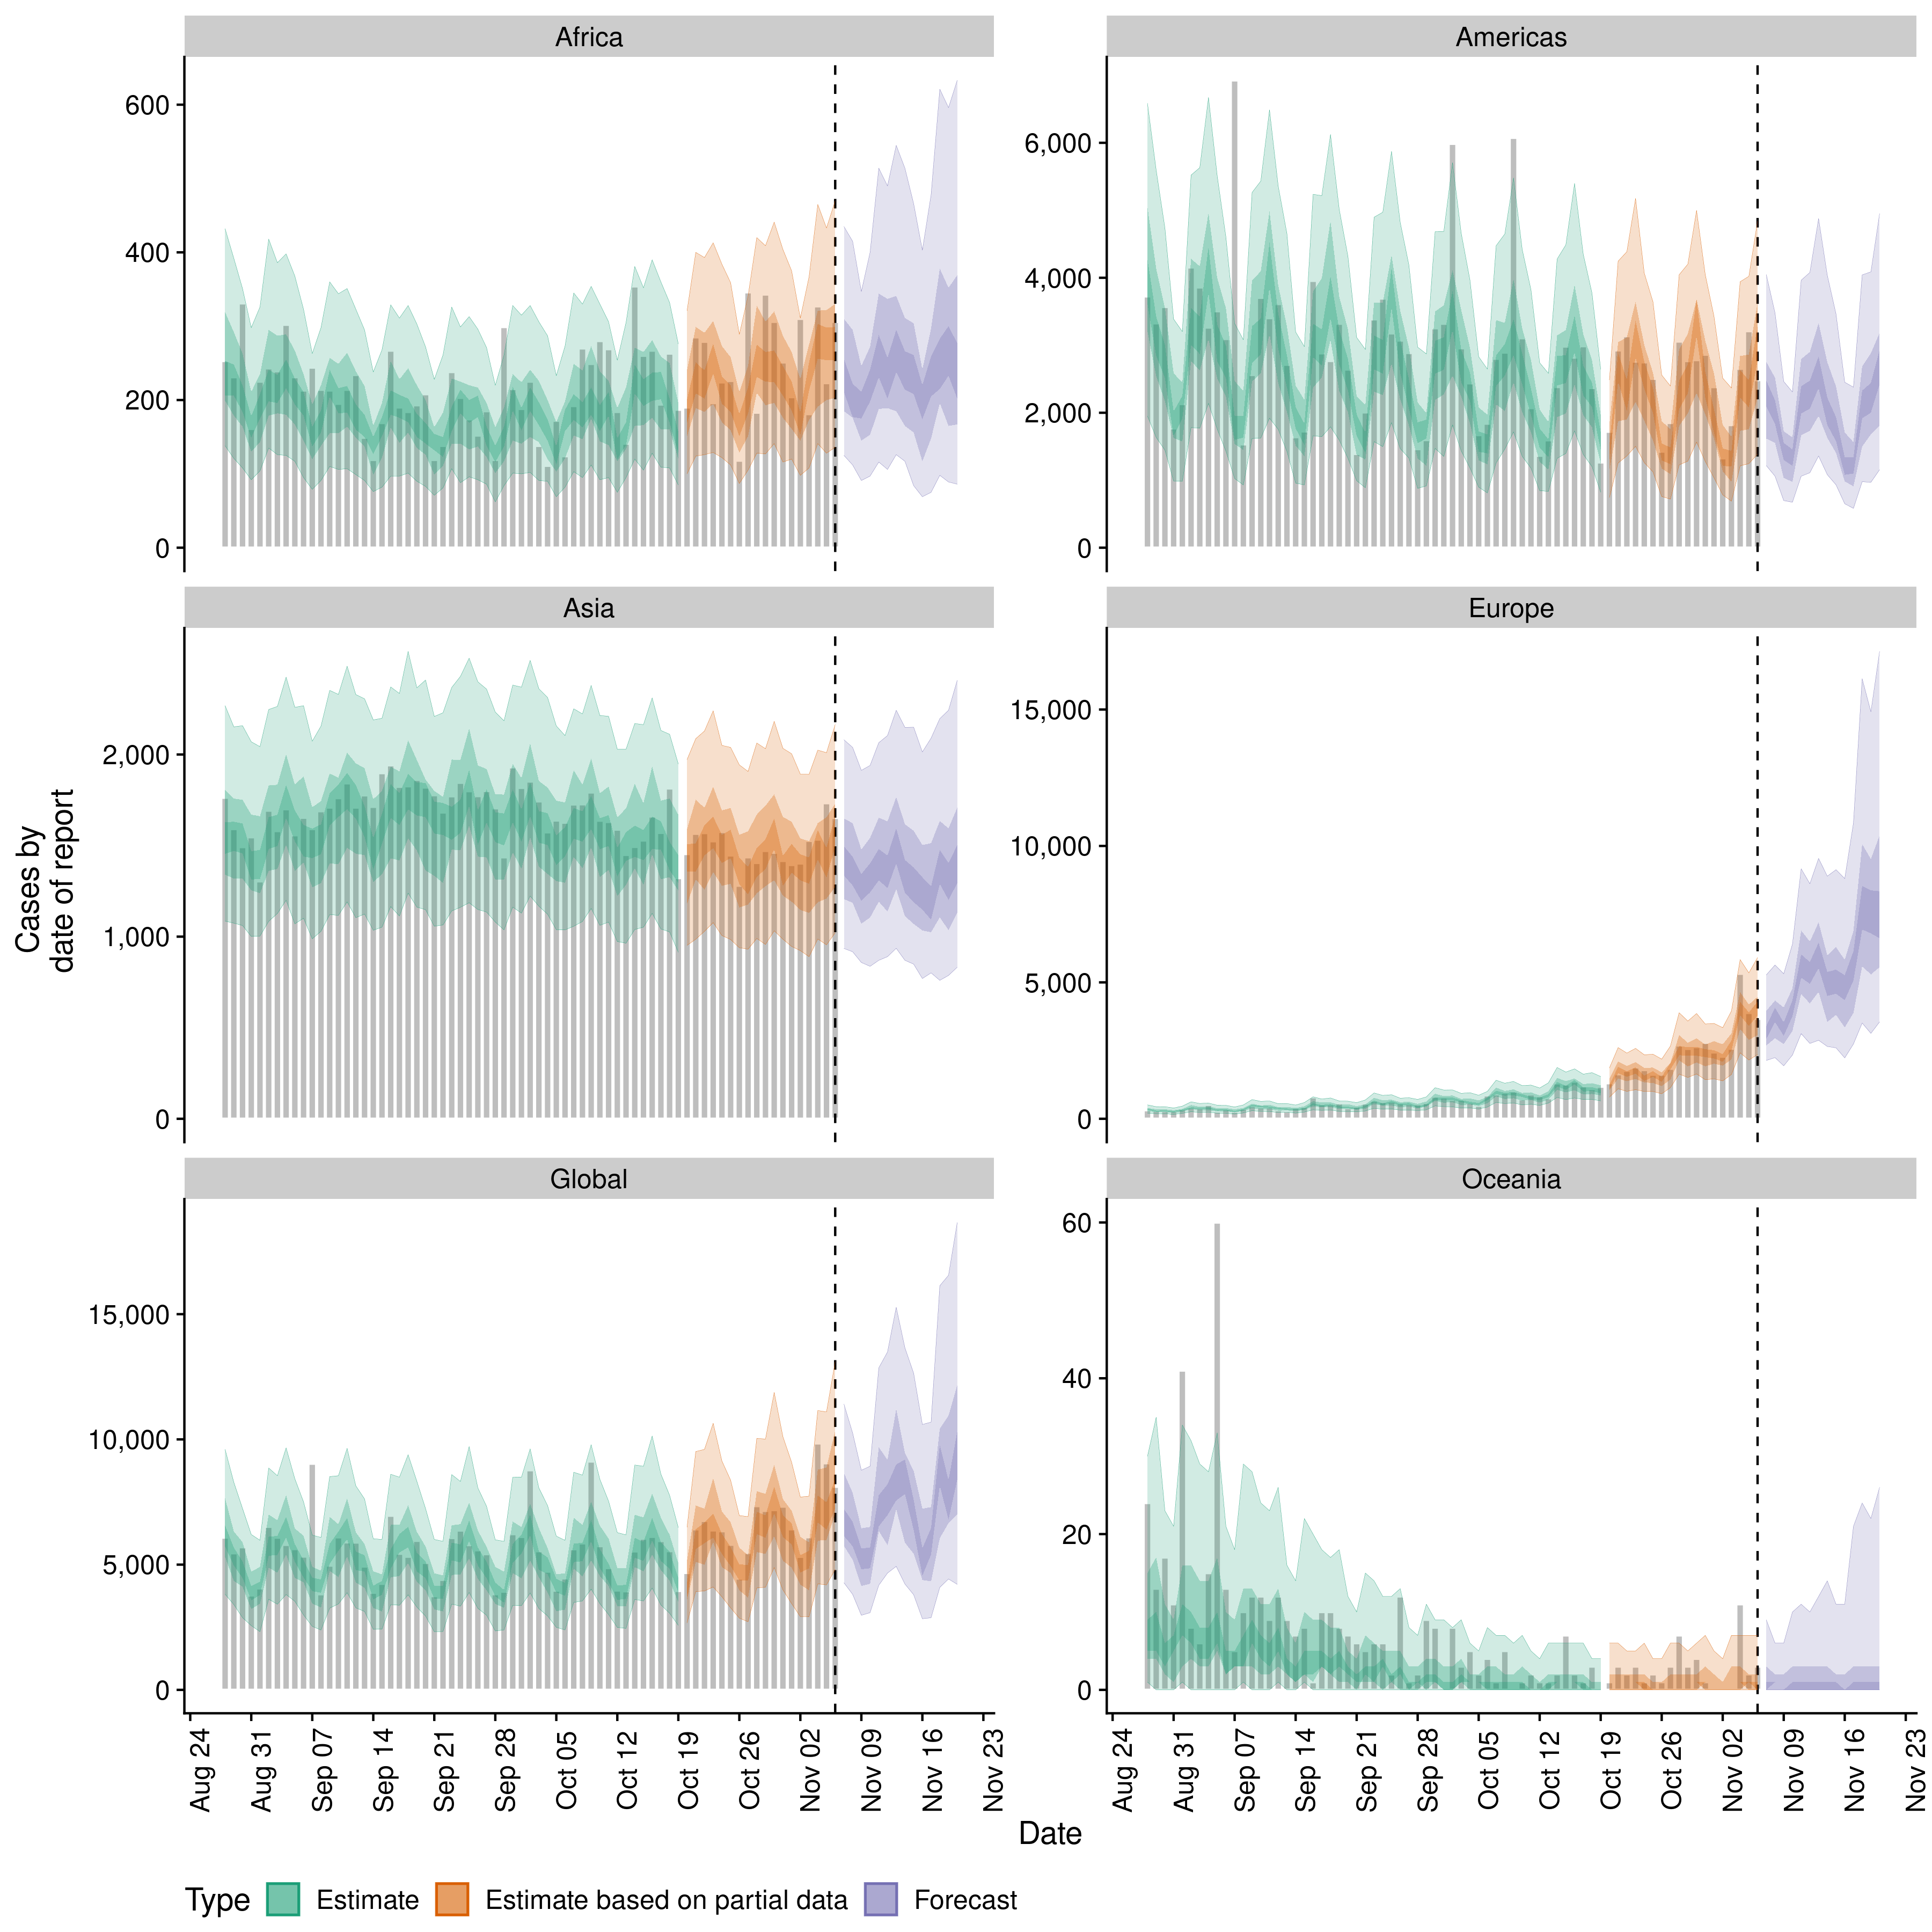 Africa
Americas
600
400
200
0
6,000
4,000
2,000
0
Asia
Europe
Cases by
date of report
2,000
1,000
0
15,000
10,000
5,000
0
Global
Oceania
15,000
10,000
5,000
0
60
40
20
0
Aug 24
Aug 31
Sep 07
Sep 14
Sep 21
Sep 28
Oct 05
Oct 12
Oct 19
Oct 26
Nov 02
Nov 09
Nov 16
Nov 23
Aug 24
Aug 31
Sep 07
Sep 14
Sep 21
Sep 28
Oct 05
Oct 12
Oct 19
Oct 26
Nov 02
Nov 09
Nov 16
Nov 23
Date
Type Estimate Estimate based on partial data Forecast